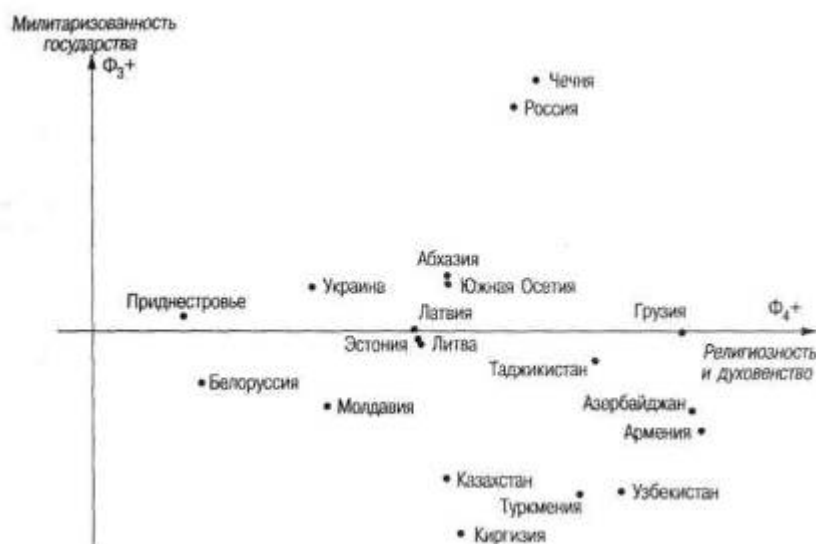 Милитаризованность
государства
Ф₃+
Чечня
Россия
Абхазия
Украина
Южная Осетия
Приднестровье
Латвия
Грузия
Ф₄+
Эстония
Литва
Религиозность
и духовенство
Таджикистан
Белоруссия
Молдавия
Азербайджан
Армения
Казахстан
Туркмения
Узбекистан
Киргизия